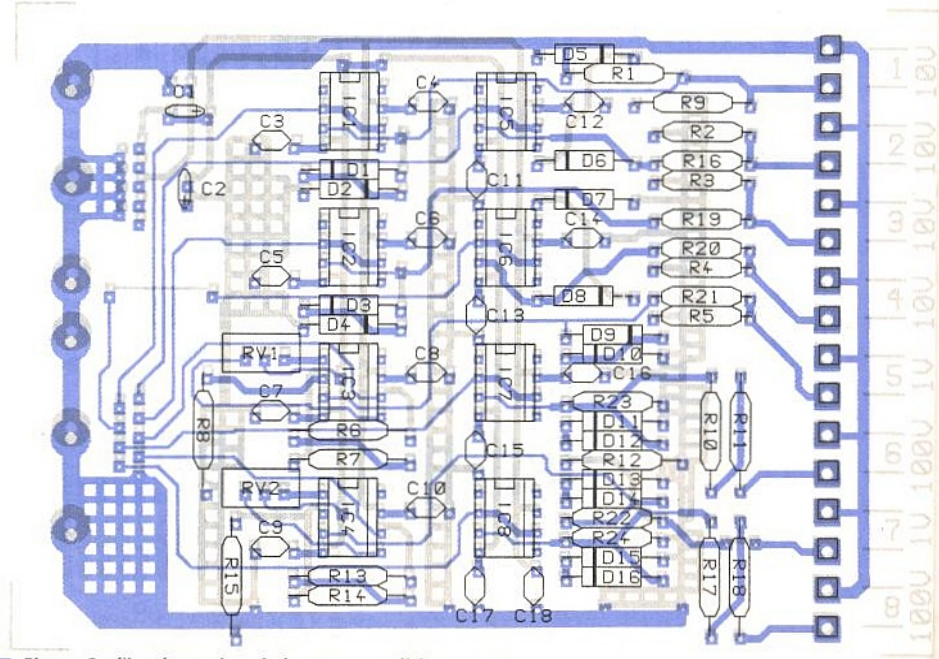 D5
R1
C1
C4
R9
C3
IC1
IC5
C12
R2
D1
D6
R16
D2
C11
R3
C2
D7
C6
C14
R19
IC2
IC6
R20
C5
R4
D3
D8
R21
D4
C13
R5
D9
RV1
D10
C8
C16
IC3
IC7
C7
R23
R8
R6
D11
R10
R11
D12
C15
R7
R12
RV2
D13
C10
D14
IC4
IC8
R22
C9
R24
R15
D15
R13
D16
R17
R18
R14
C17
C18
1 10V
2 10V
3 10V
4 10V
5 1V
6 100V
7 1V
8 100V